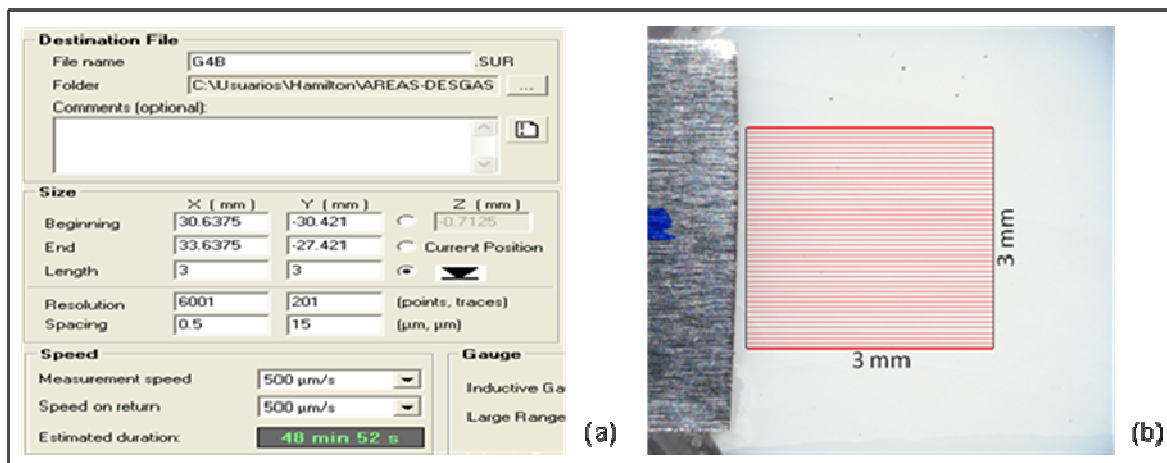 Destination File
File name G4B .SUR
Folder C:\Usuarios\Hamilton\AREAS-DESGAS ...
Comments (optional):
Size
X ( mm ) Y ( mm ) Z ( mm )
Beginning 30.6375 -30.421 -0.7125
End 33.6375 -27.421 Current Position
Length 3 3
Resolution 6001 201 (points, traces)
Spacing 0.5 15 (µm, µm)
Speed
Measurement speed 500 µm/s
Speed on return 500 µm/s
Estimated duration: 48 min 52 s
Gauge
Inductive Ga
Large Range
(a)
3 mm
3 mm
(b)